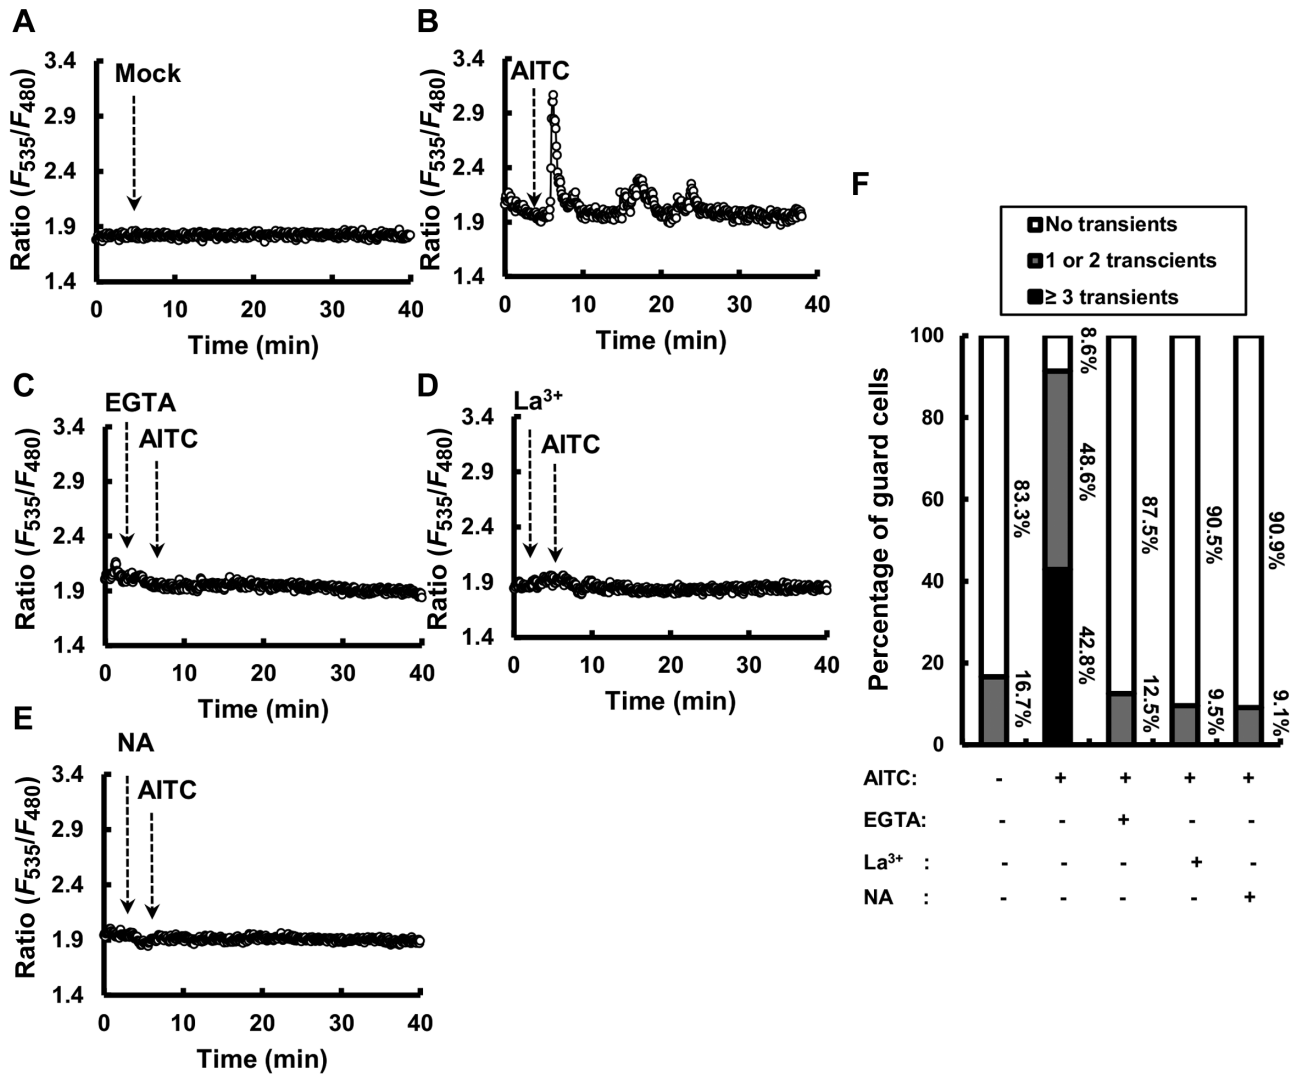 A
Ratio (F535/F480)
3.4
2.9
2.4
1.9
1.4
Mock
0 10 20 30 40
Time (min)
B
Ratio (F535/F480)
3.4
2.9
2.4
1.9
1.4
AITC
0 10 20 30 40
Time (min)
C
Ratio (F535/F480)
EGTA
AITC
3.4
2.9
2.4
1.9
1.4
0 10 20 30 40
Time (min)
D
Ratio (F535/F480)
La³⁺
AITC
3.4
2.9
2.4
1.9
1.4
0 10 20 30 40
Time (min)
E
Ratio (F535/F480)
NA
AITC
3.4
2.9
2.4
1.9
1.4
0 10 20 30 40
Time (min)
F
No transients
1 or 2 transcients
≥ 3 transients
Percentage of guard cells
100
80
60
40
20
0
83.3%
16.7%
8.6%
48.6%
42.8%
87.5%
12.5%
90.5%
9.5%
90.9%
9.1%
AITC: - + + + +
EGTA: - - + - -
La³⁺ : - - - + -
NA : - - - - +